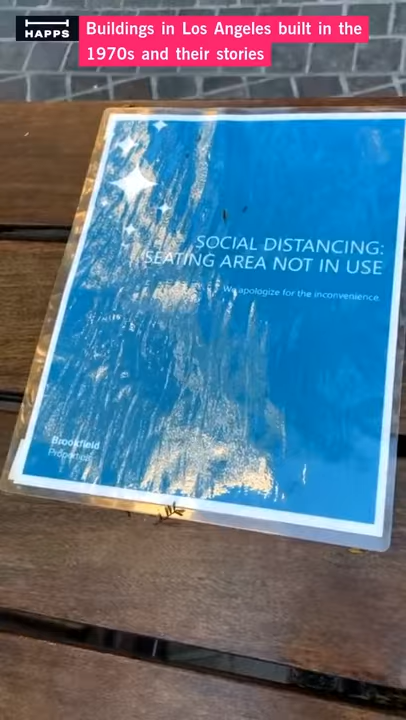 HAPPS
Buildings in Los Angeles built in the
1970s and their stories
SOCIAL DISTANCING:
SEATING AREA NOT IN USE
We apologize for the inconvenience.
Brookfield
Properties